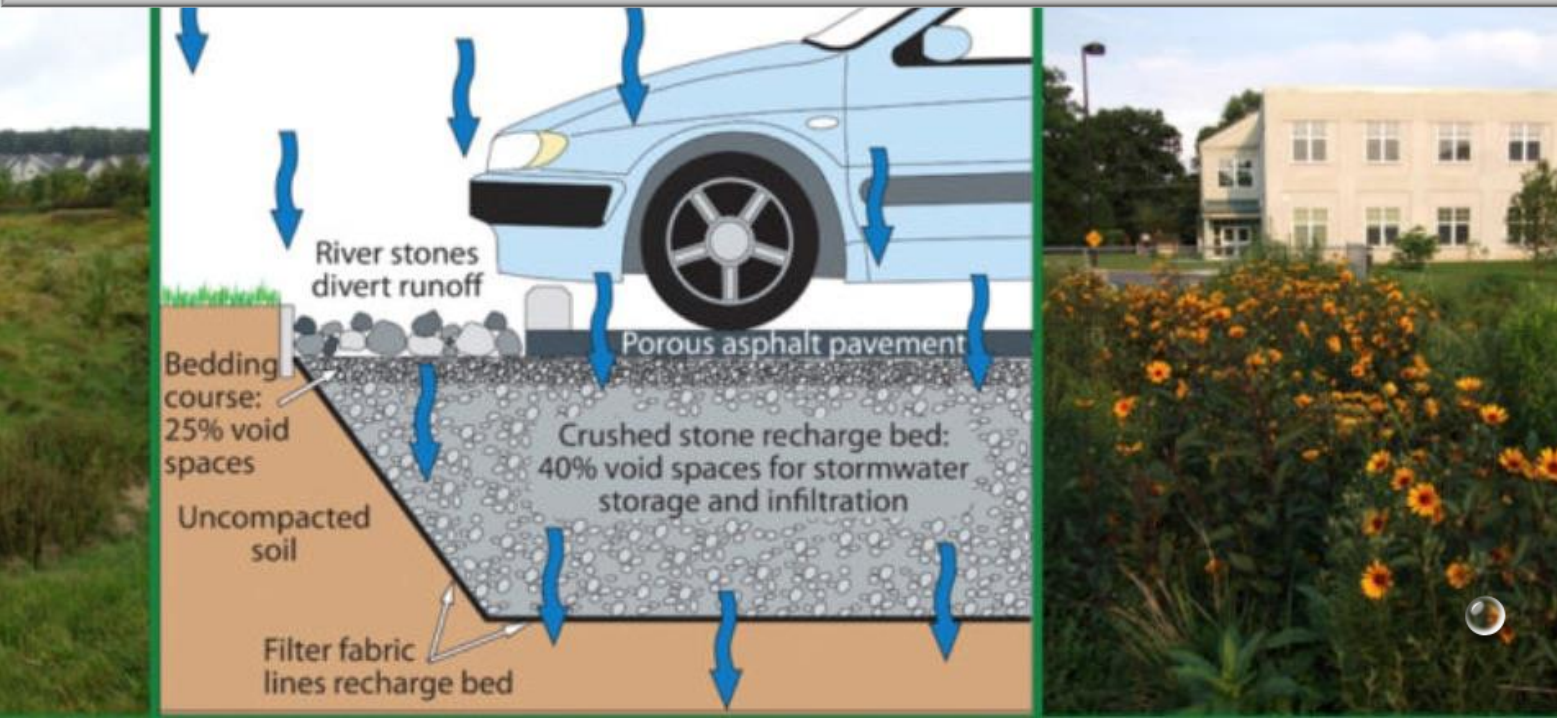 River stones
divert runoff
Porous asphalt pavement
Bedding
course:
25% void
spaces
Crushed stone recharge bed:
40% void spaces for stormwater
storage and infiltration
Uncompacted
soil
Filter fabric
lines recharge bed